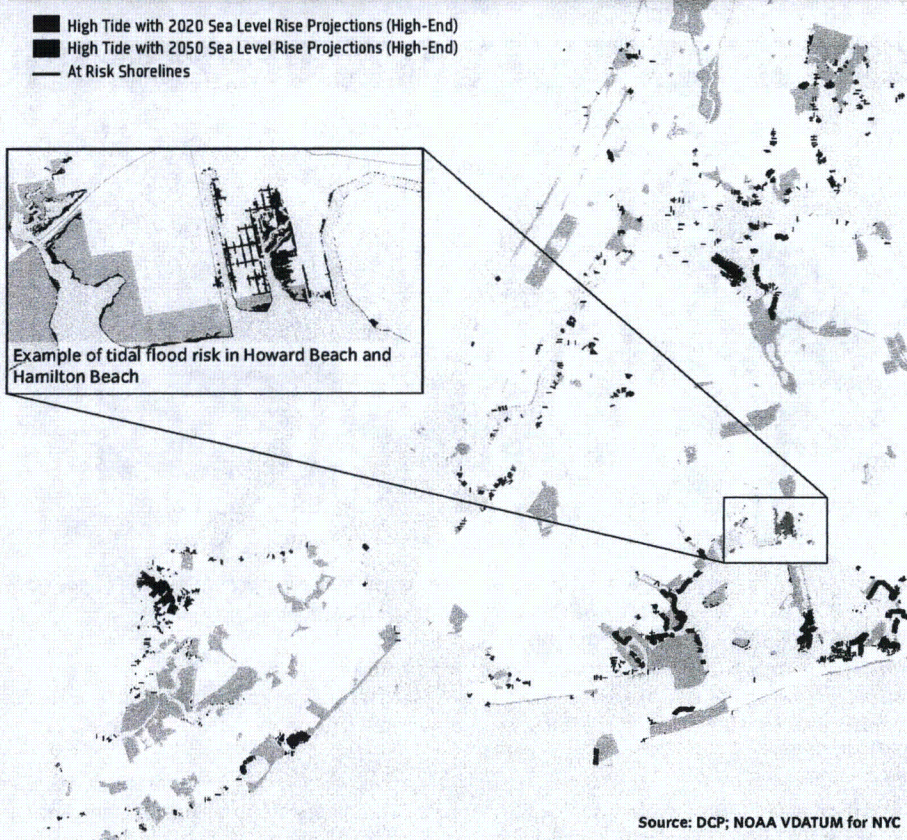 High Tide with 2020 Sea Level Rise Projections (High-End)
High Tide with 2050 Sea Level Rise Projections (High-End)
At Risk Shorelines
Example of tidal flood risk in Howard Beach and
Hamilton Beach
Source: DCP; NOAA VDATUM for NYC